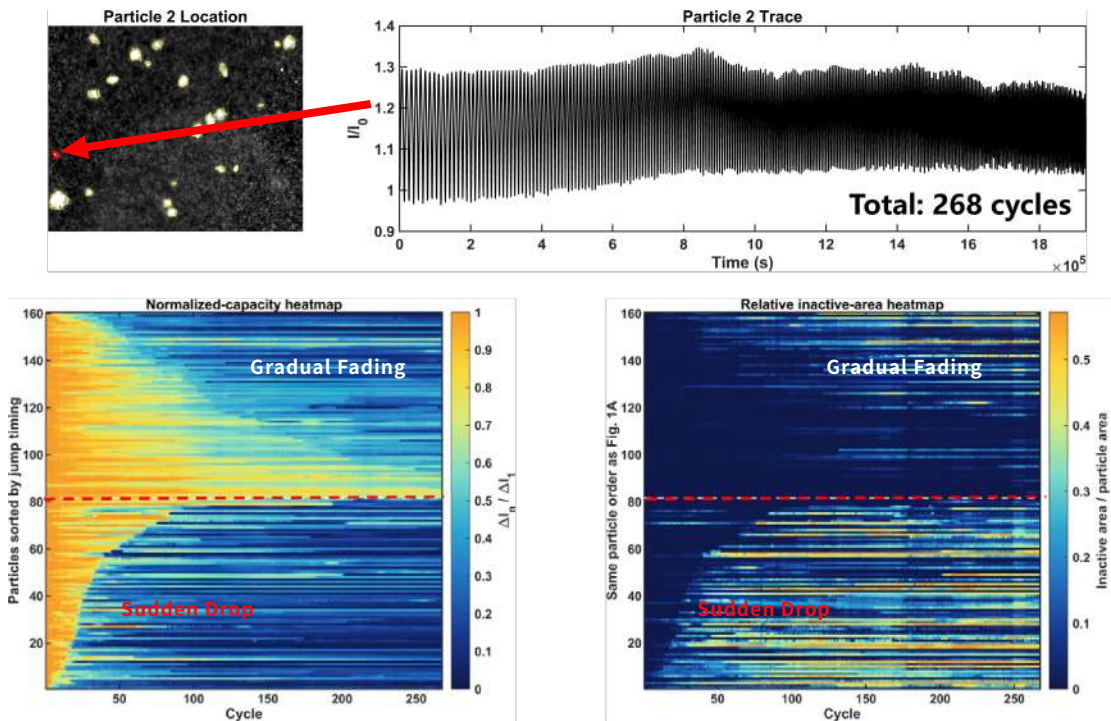 Particle 2 Location
Particle 2 Trace
I/I0
1.4
1.3
1.2
1.1
1
0.9
Total: 268 cycles
0 2 4 6 8 10 12 14 16 18
Time (s)
×10^5
Normalized-capacity heatmap
Particles sorted by jump timing
160
140
120
100
80
60
40
20
Gradual Fading
Sudden Drop
50 100 150 200 250
Cycle
1
0.9
0.8
0.7
0.6
0.5
0.4
0.3
0.2
0.1
0
ΔIn / ΔI1
Relative inactive-area heatmap
Same particle order as Fig. 1A
160
140
120
100
80
60
40
20
Gradual Fading
Sudden Drop
50 100 150 200 250
Cycle
0.5
0.4
0.3
0.2
0.1
0
Inactive area / particle area